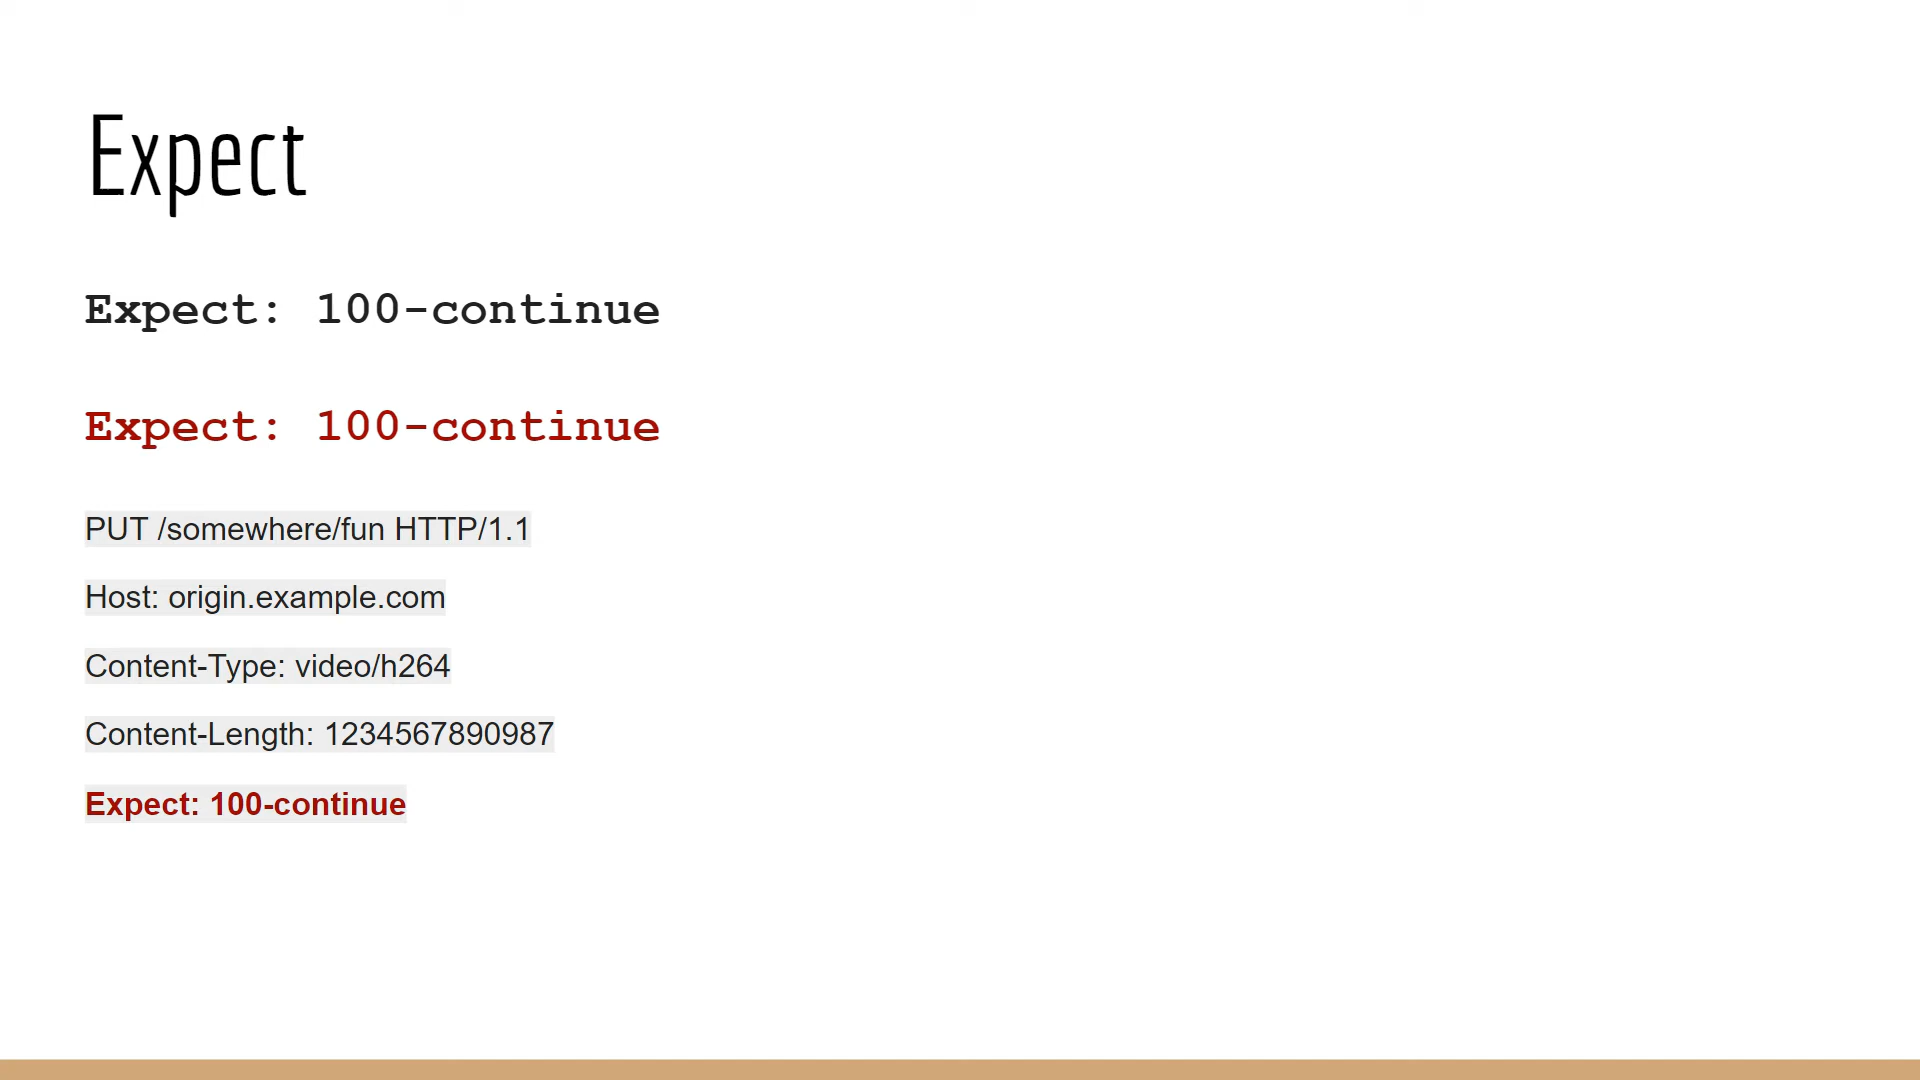 Expect
Expect: 100-continue
Expect: 100-continue
PUT /somewhere/fun HTTP/1.1
Host: origin.example.com
Content-Type: video/h264
Content-Length: 1234567890987
Expect: 100-continue